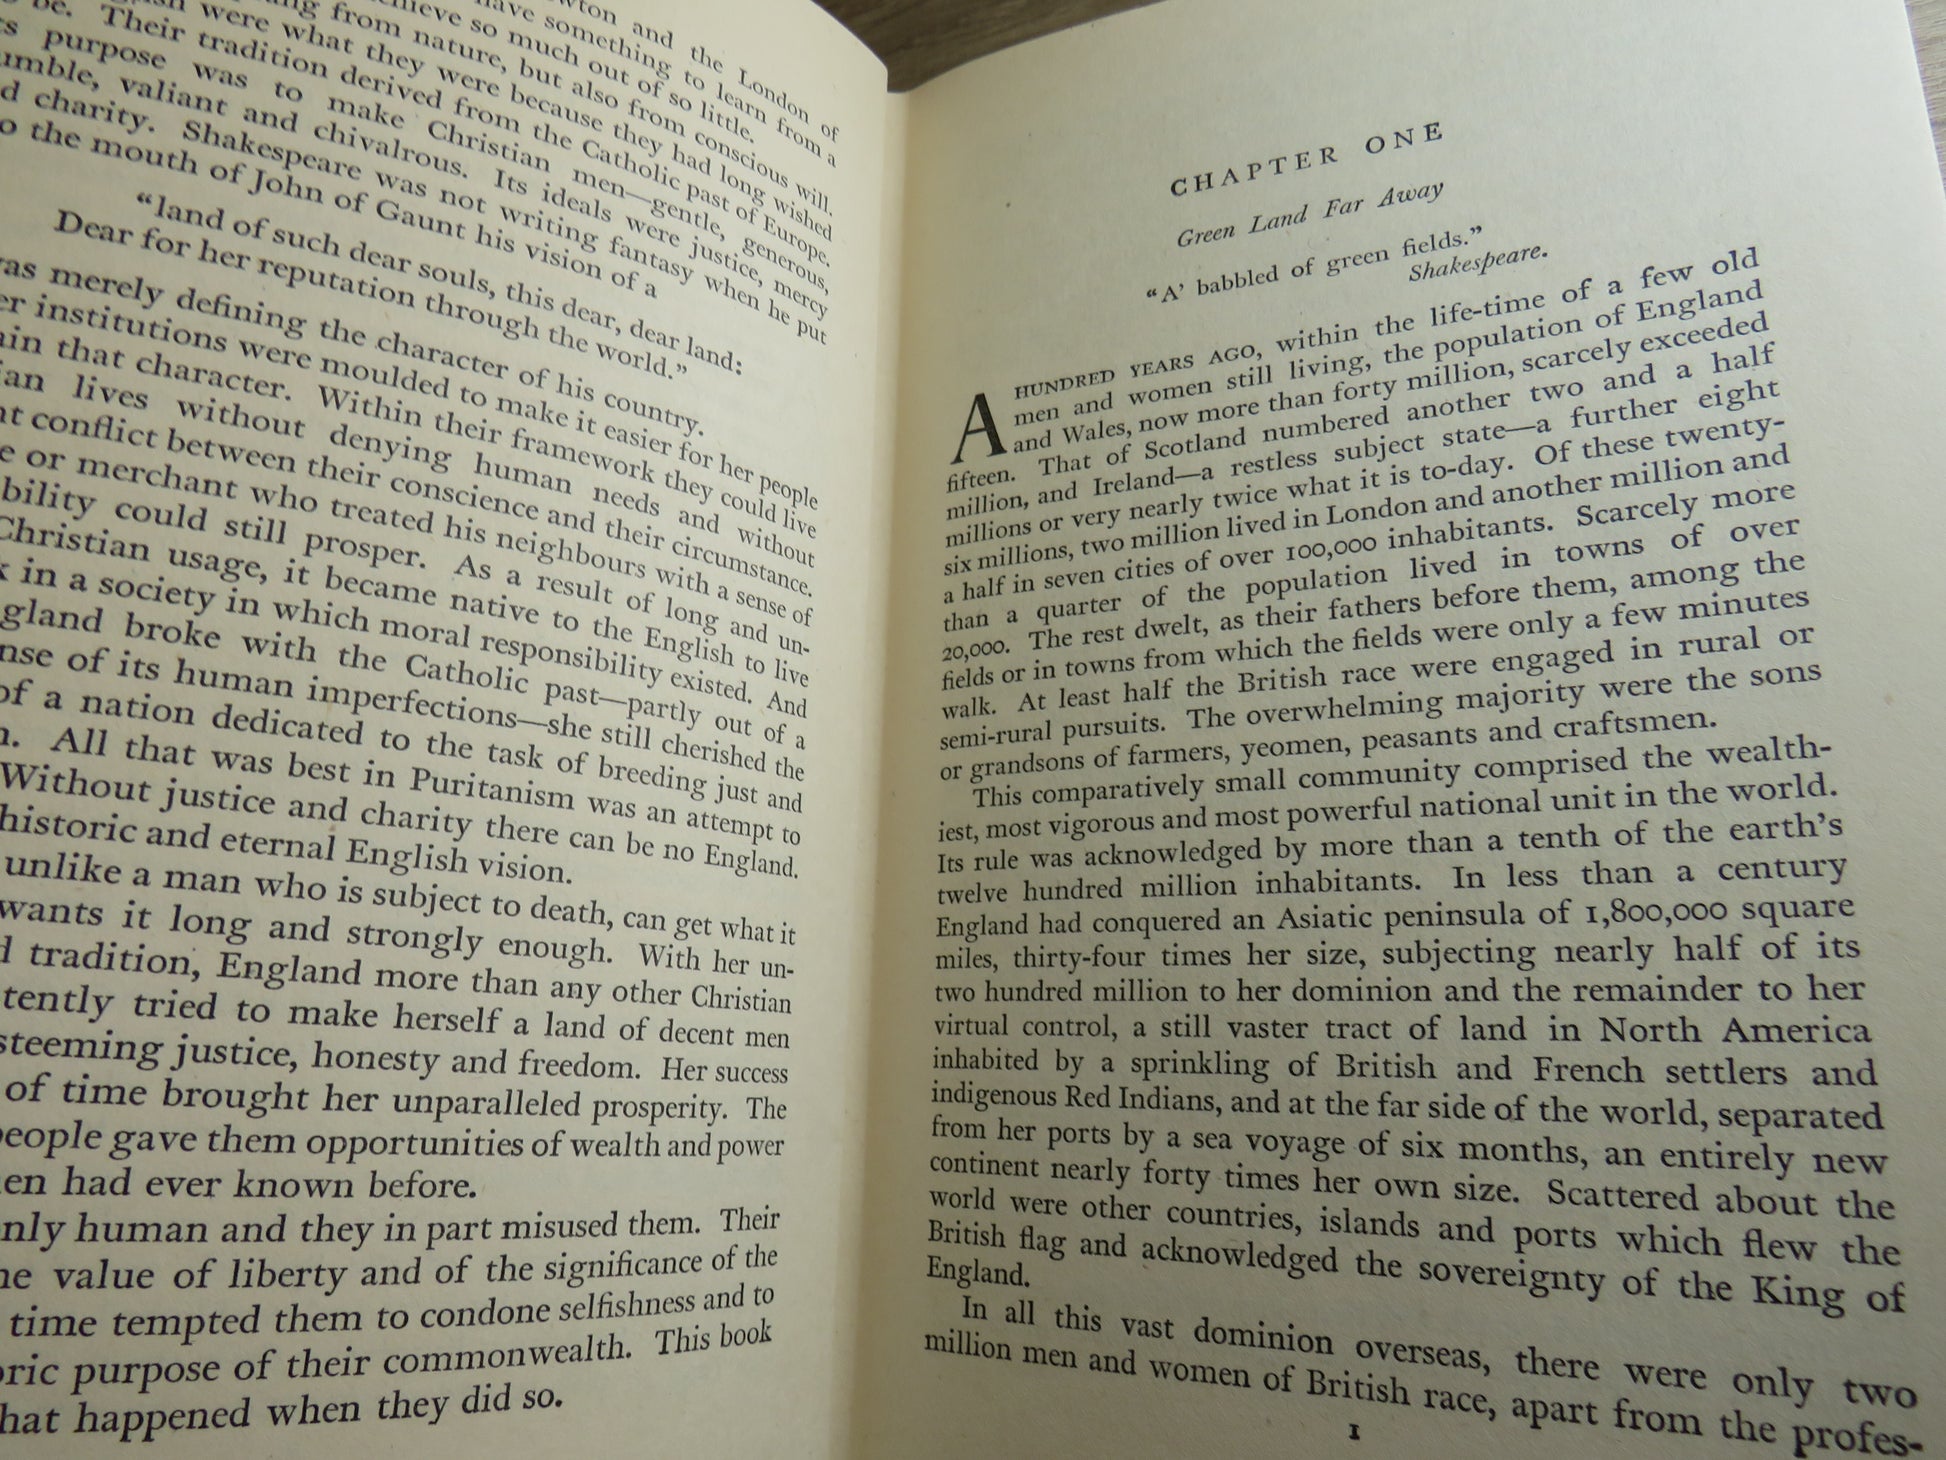 wton and the London of
have something to learn from a
hieve so much out of so little.
ng from nature, but also from conscious will.
ish were what they were because they had long wished
be. Their tradition derived from the Catholic past of Europe.
s purpose was to make Christian men—gentle, generous,
umble, valiant and chivalrous. Its ideals were justice, mercy
d charity. Shakespeare was not writing fantasy when he put
o the mouth of John of Gaunt his vision of a
"land of such dear souls, this dear, dear land:
Dear for her reputation through the world."
as merely defining the character of his country.
er institutions were moulded to make it easier for her people
ain that character. Within their framework they could live
ian lives without denying human needs and without
nt conflict between their conscience and their circumstance.
e or merchant who treated his neighbours with a sense of
bility could still prosper. As a result of long and un-
Christian usage, it became native to the English to live
k in a society in which moral responsibility existed. And
gland broke with the Catholic past—partly out of a
nse of its human imperfections—she still cherished the
of a nation dedicated to the task of breeding just and
n. All that was best in Puritanism was an attempt to
Without justice and charity there can be no England.
historic and eternal English vision.
unlike a man who is subject to death, can get what it
wants it long and strongly enough. With her un-
d tradition, England more than any other Christian
tently tried to make herself a land of decent men
steeming justice, honesty and freedom. Her success
of time brought her unparalleled prosperity. The
people gave them opportunities of wealth and power
en had ever known before.
nly human and they in part misused them. Their
he value of liberty and of the significance of the
time tempted them to condone selfishness and to
oric purpose of their commonwealth. This book
hat happened when they did so.
CHAPTER ONE
Green Land Far Away
"A' babbled of green fields."
Shakespeare.
A HUNDRED YEARS AGO, within the life-time of a few old
men and women still living, the population of England
and Wales, now more than forty million, scarcely exceeded
fifteen. That of Scotland numbered another two and a half
million, and Ireland—a restless subject state—a further eight
millions or very nearly twice what it is to-day. Of these twenty-
six millions, two million lived in London and another million and
a half in seven cities of over 100,000 inhabitants. Scarcely more
than a quarter of the population lived in towns of over
20,000. The rest dwelt, as their fathers before them, among the
fields or in towns from which the fields were only a few minutes
walk. At least half the British race were engaged in rural or
semi-rural pursuits. The overwhelming majority were the sons
or grandsons of farmers, yeomen, peasants and craftsmen.
This comparatively small community comprised the wealth-
iest, most vigorous and most powerful national unit in the world.
Its rule was acknowledged by more than a tenth of the earth's
twelve hundred million inhabitants. In less than a century
England had conquered an Asiatic peninsula of 1,800,000 square
miles, thirty-four times her size, subjecting nearly half of its
two hundred million to her dominion and the remainder to her
virtual control, a still vaster tract of land in North America
inhabited by a sprinkling of British and French settlers and
indigenous Red Indians, and at the far side of the world, separated
from her ports by a sea voyage of six months, an entirely new
continent nearly forty times her own size. Scattered about the
world were other countries, islands and ports which flew the
British flag and acknowledged the sovereignty of the King of
England.
In all this vast dominion overseas, there were only two
million men and women of British race, apart from the profes-
1